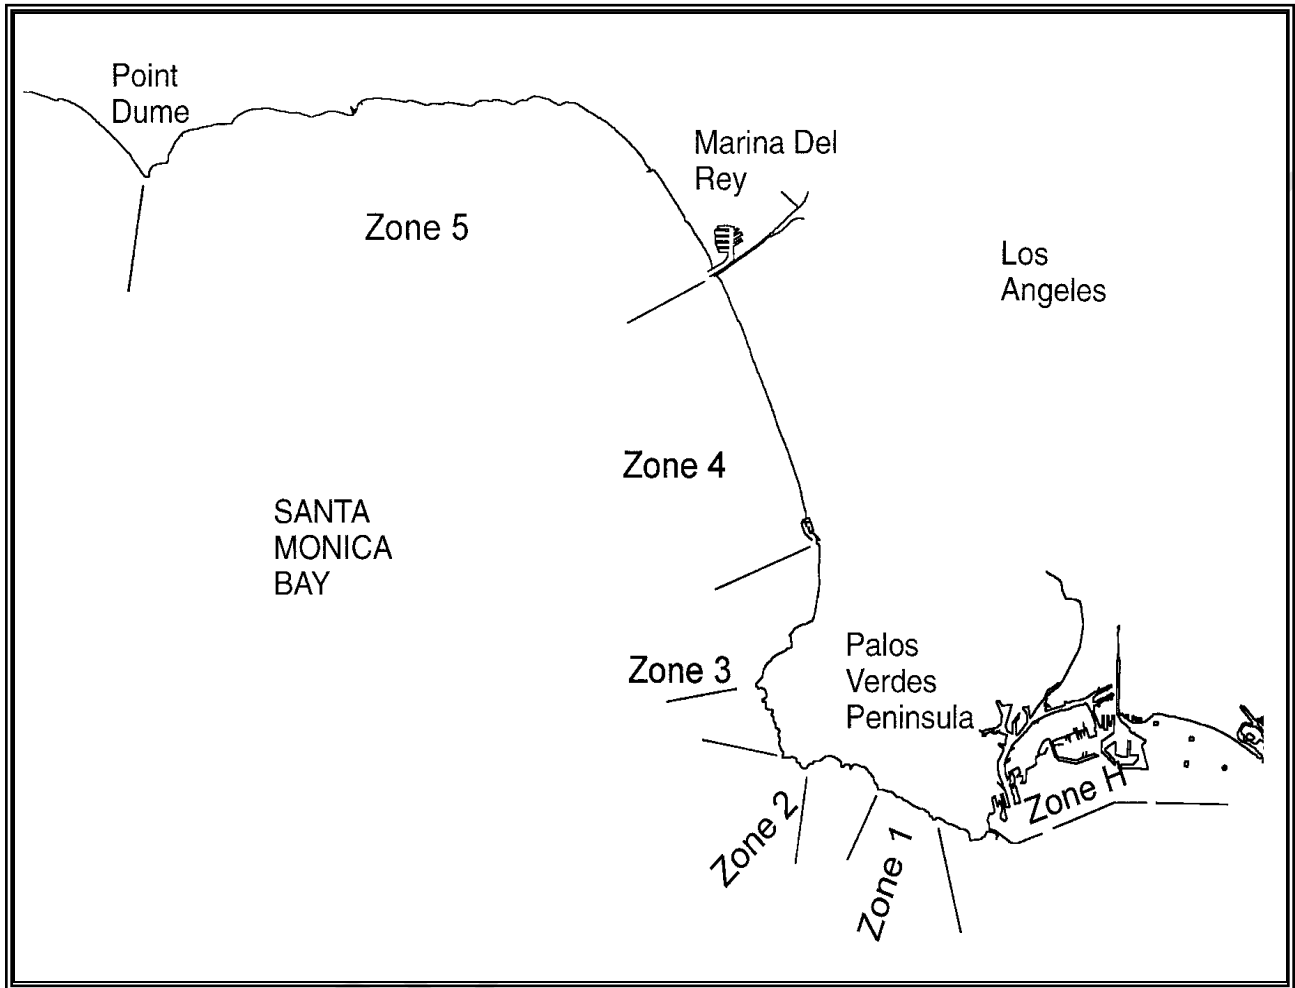 Point
Dume
Marina Del
Rey
Zone 5
Los
Angeles
Zone 4
SANTA
MONICA
BAY
Zone 3
Palos
Verdes
Peninsula
Zone H
Zone 2
Zone 1